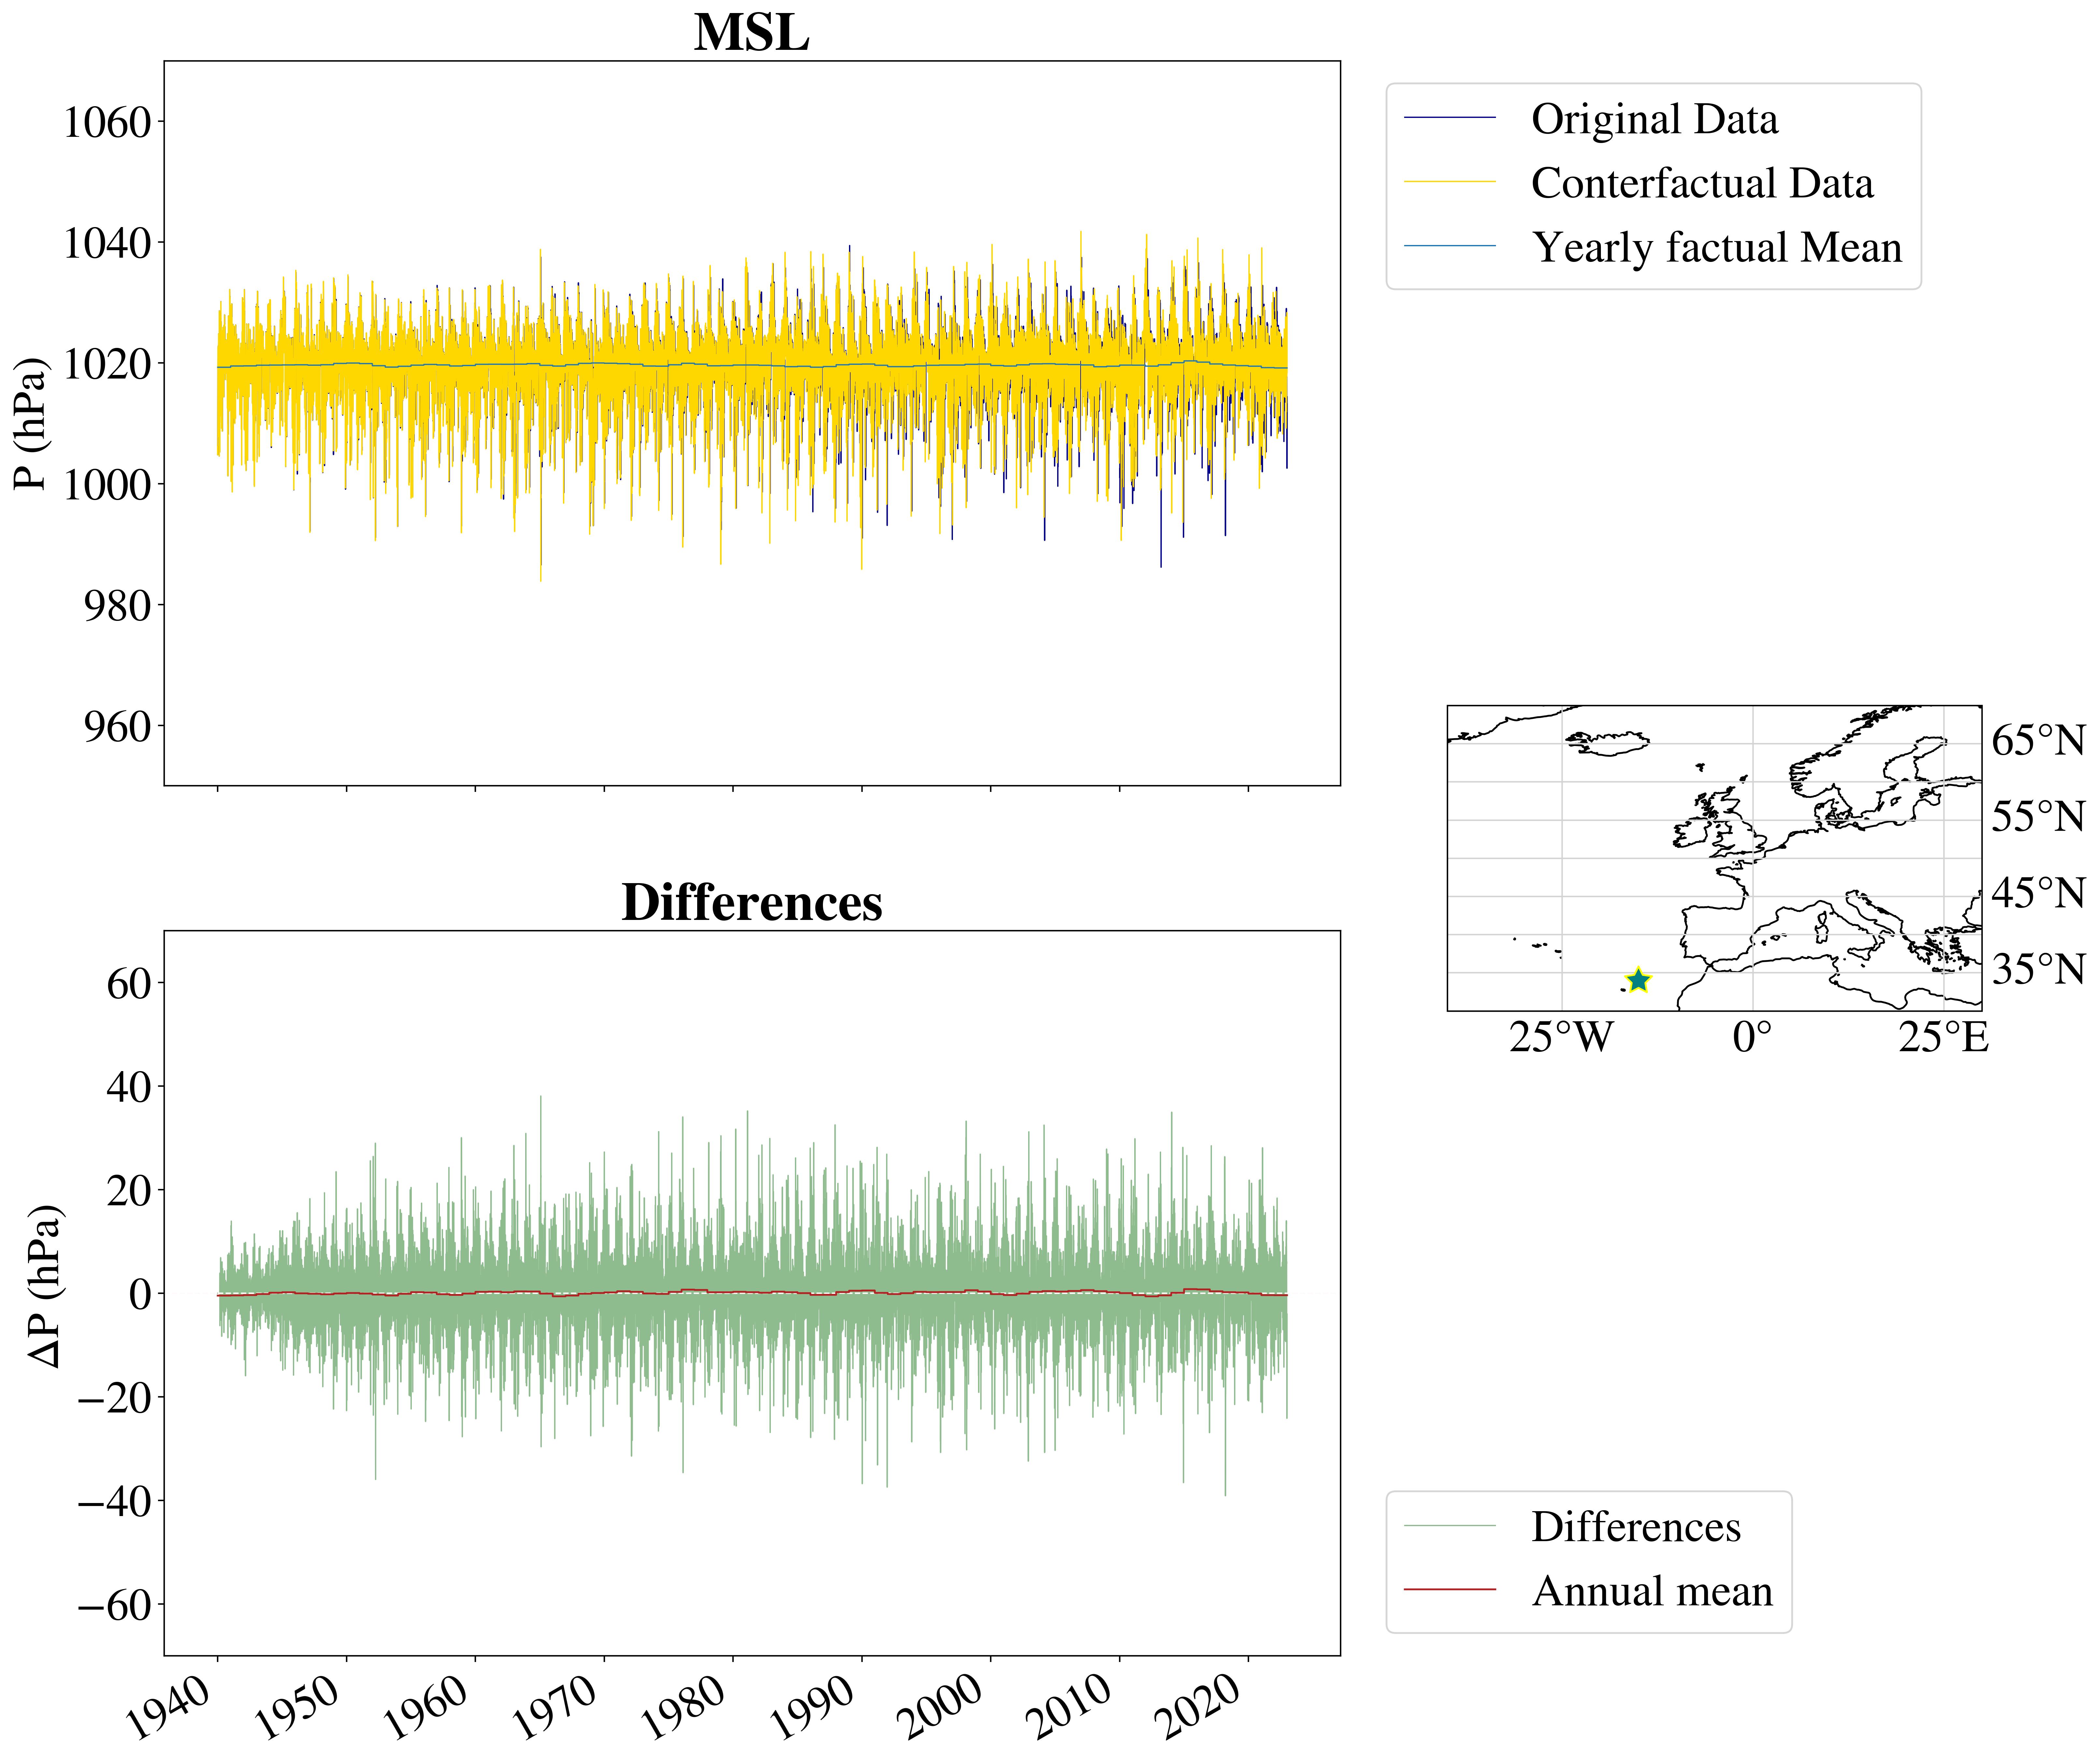 MSL
1060
1040
1020
1000
980
960
P (hPa)
Original Data
Conterfactual Data
Yearly factual Mean
65°N
55°N
45°N
35°N
25°W 0° 25°E
Differences
60
40
20
0
−20
−40
−60
ΔP (hPa)
1940 1950 1960 1970 1980 1990 2000 2010 2020
Differences
Annual mean